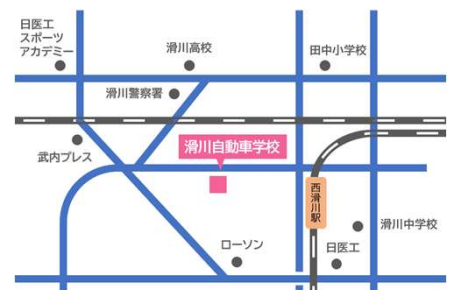 日医工
スポーツ
アカデミー
滑川高校
田中小学校
滑川警察署
武内プレス
滑川自動車学校
西滑川駅
滑川中学校
ローソン
日医工